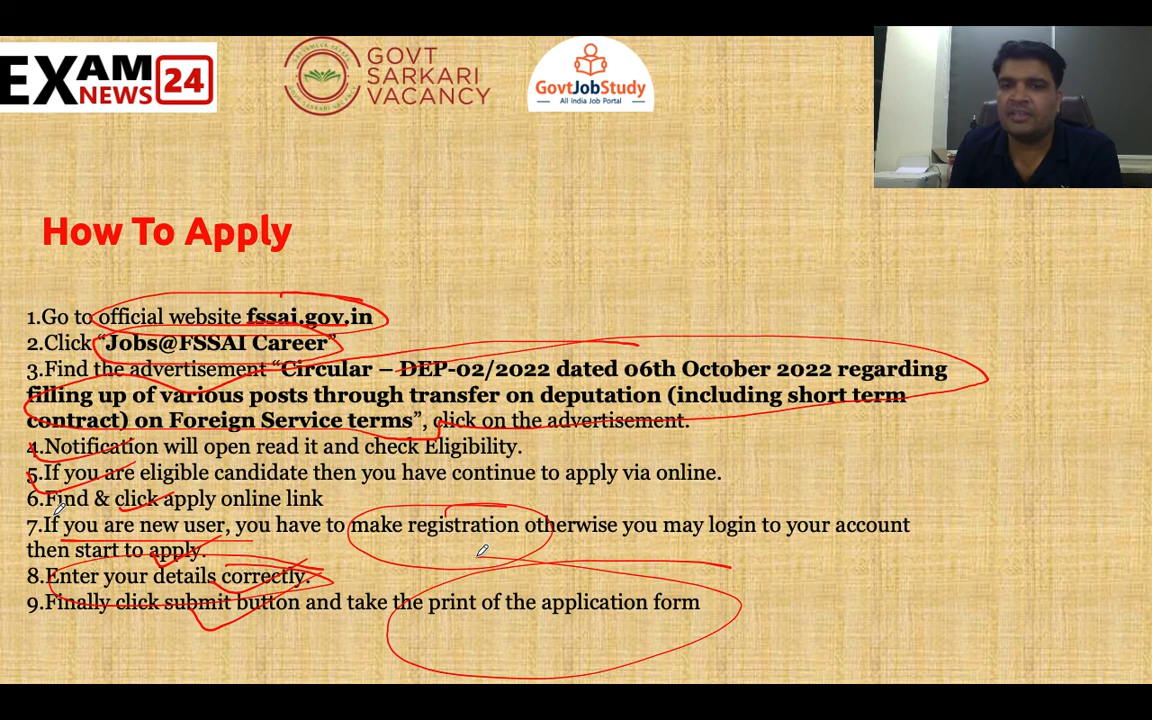 EXAM
NEWS 24
GOVT
SARKARI
VACANCY
GovtJobStudy
All India Job Portal
How To Apply
1.Go to official website fssai.gov.in
2.Click “Jobs@FSSAI Career”
3.Find the advertisement “Circular – DEP-02/2022 dated 06th October 2022 regarding
filling up of various posts through transfer on deputation (including short term
contract) on Foreign Service terms”, click on the advertisement.
4.Notification will open read it and check Eligibility.
5.If you are eligible candidate then you have continue to apply via online.
6.Find & click apply online link
7.If you are new user, you have to make registration otherwise you may login to your account
then start to apply.
8.Enter your details correctly.
9.Finally click submit button and take the print of the application form